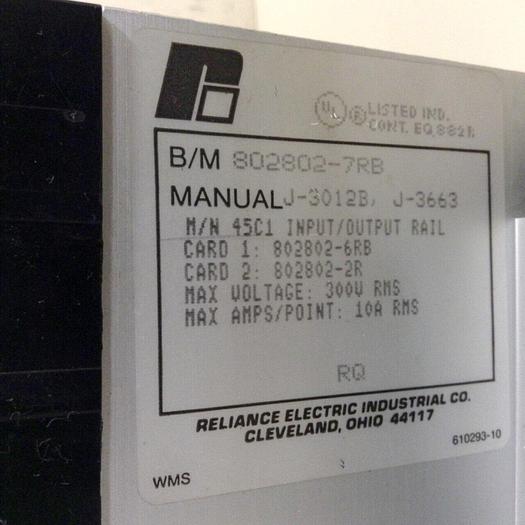 UL ® LISTED IND.
CONT. EQ.882R
B/M 802802-7RB
MANUAL J-3012B, J-3663
M/N 45C1 INPUT/OUTPUT RAIL
CARD 1: 802802-6RB
CARD 2: 802802-2R
MAX VOLTAGE: 300V RMS
MAX AMPS/POINT: 10A RMS
RQ
RELIANCE ELECTRIC INDUSTRIAL CO.
CLEVELAND, OHIO 44117
610293-10
WMS